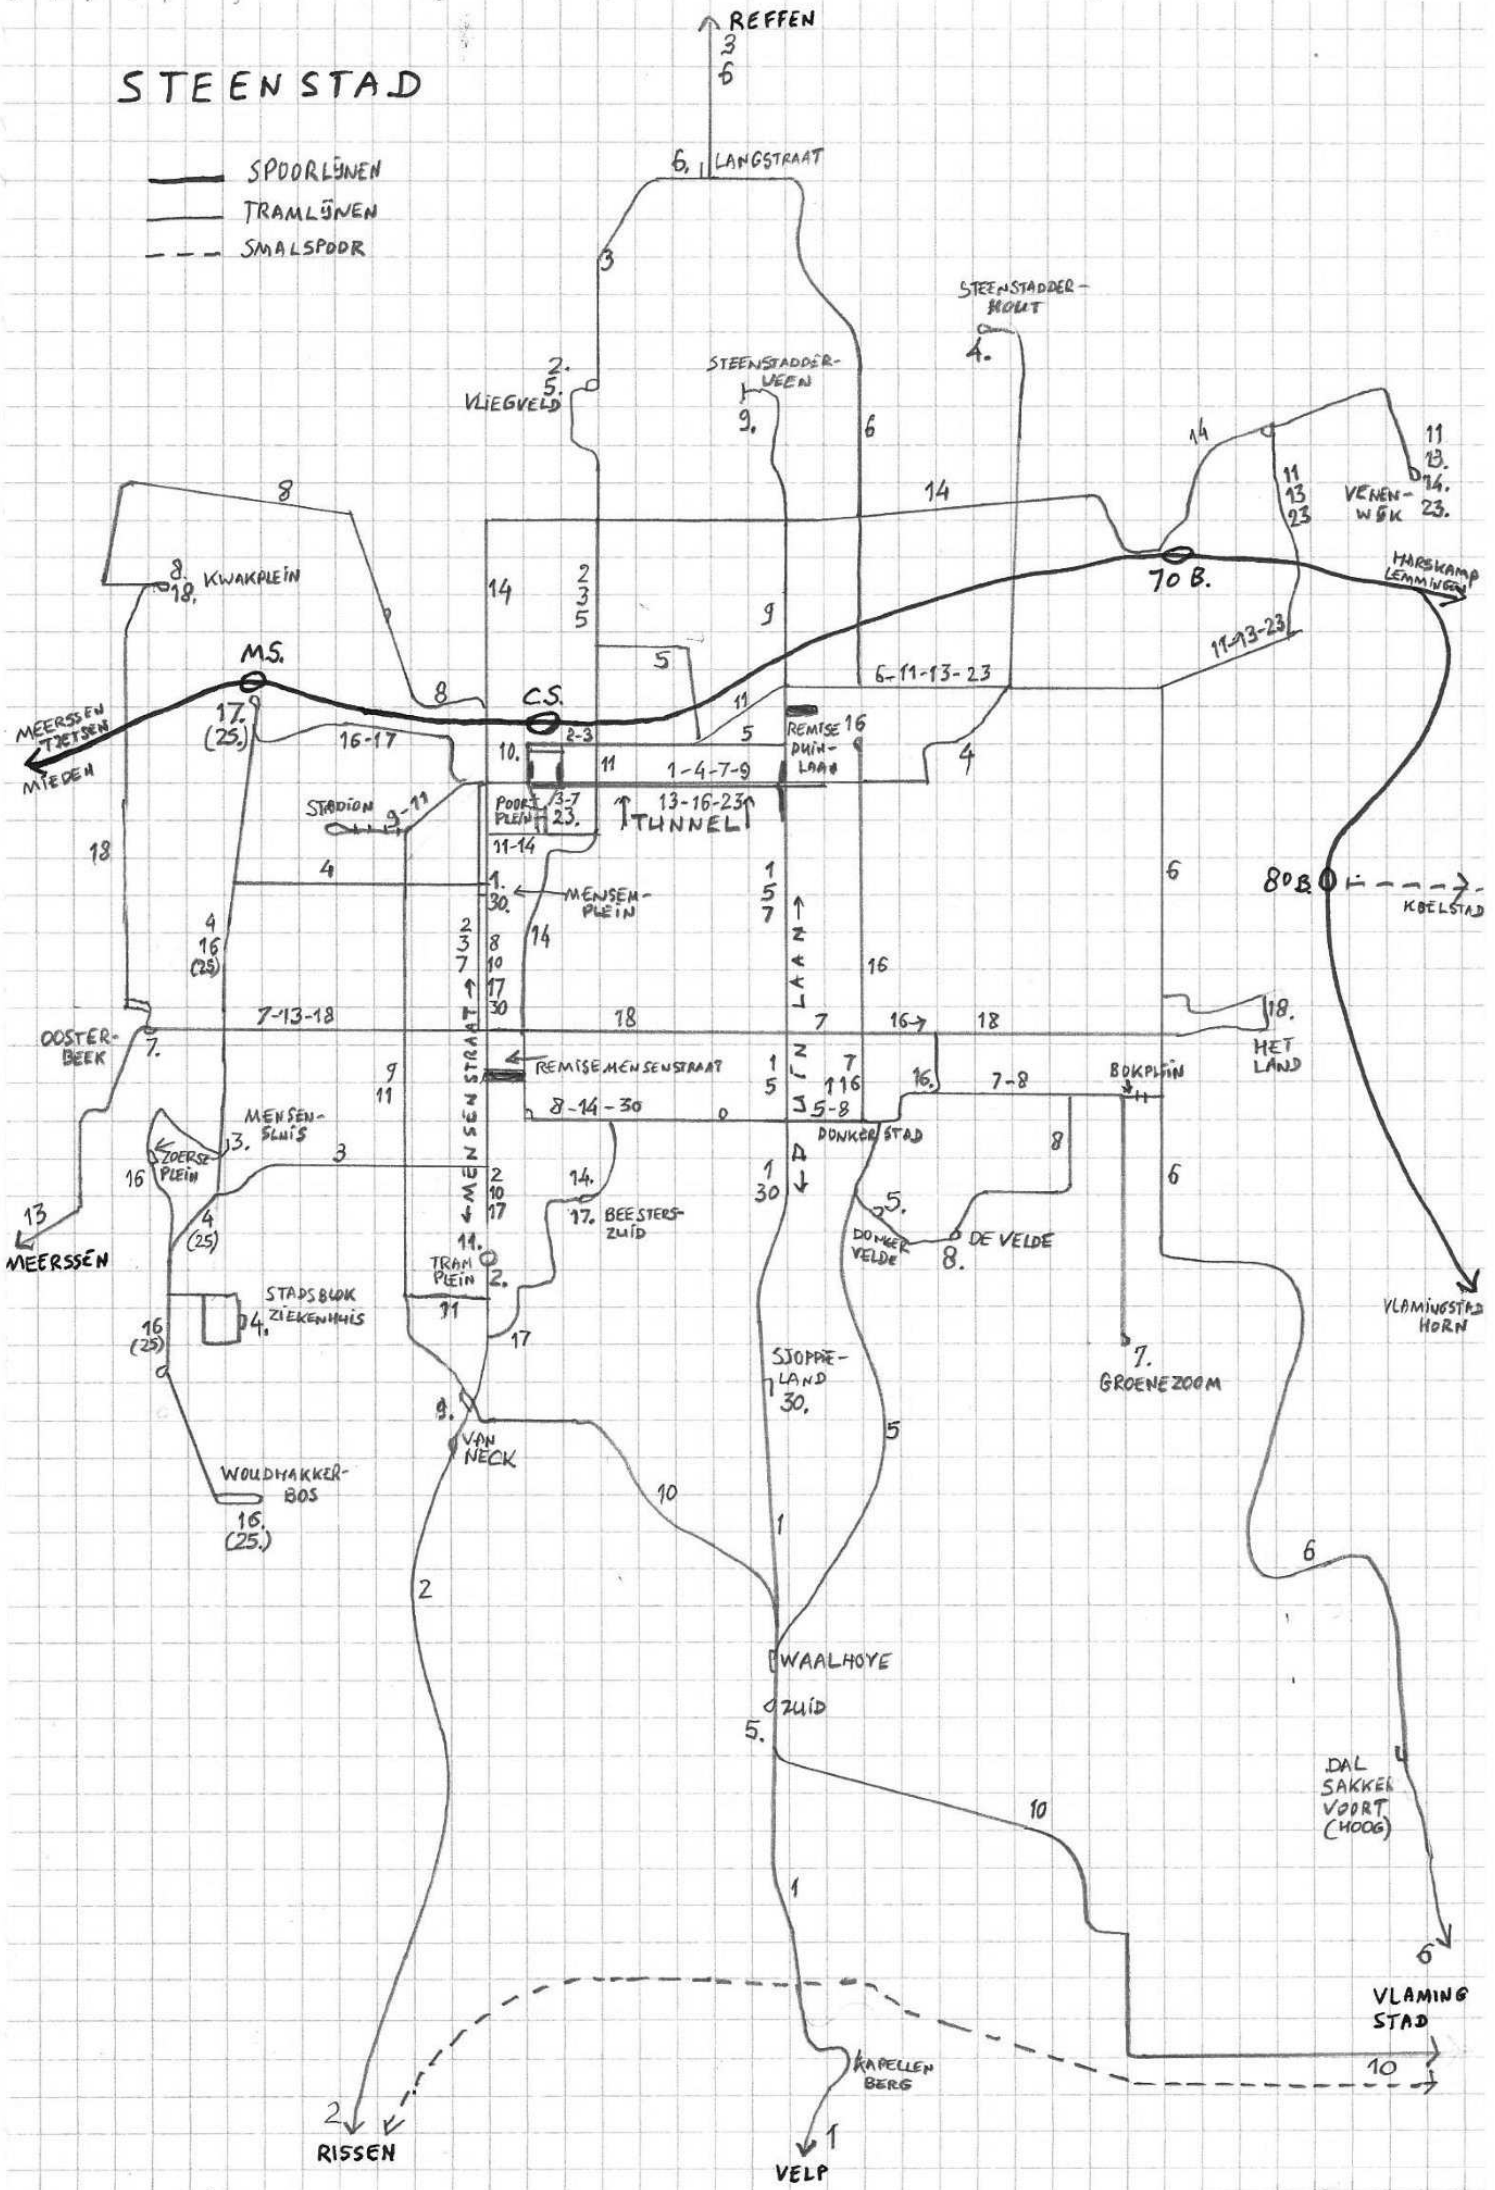 REFFEN
3
6
STEENSTAD
SPOORLIJNEN
TRAMLIJNEN
SMALSPOOR
6. LANGSTRAAT
3
STEENSTADDER-
HOUT
4.
2.
5.
VLIEGVELD
STEENSTADDER-
VEEN
9.
6
14
11
13.
14.
23.
VENEN-
WIJK
11
13
23
8
14
8.
18.
KWAKPLEIN
14
2
3
5
9
70 B.
HARSKAMP
LEMMINGEN
11-13-23
M.S.
5
6-11-13-23
8
C.S.
11
17.
(25.)
MEERSSEN
TJETSEN
MIEDEN
16-17
10.
2-3
5
REMISE
DUIN-
LAAN
16
4
11
1-4-7-9
STADION
9-11
POORT
PLEIN
3-7
23.
13-16-23
TUNNEL
11-14
18
4
1.
30.
MENSEM-
PLEIN
1
5
7
6
80B.
KBELSTAD
4
16
(25)
2
3
7
8
10
17
30
14
16
DUINLAAN
7-13-18
18
7
16
18
18.
HET
LAND
OOSTER-
BEEK
7.
MENSENSTRAAT
REMISE MENSENSTRAAT
9
11
1
5
7
116
5-8
16.
7-8
BOKPLEIN
8-14-30
DONKERSTAD
MENSEN-
SLUIS
3.
ZOERSE
PLEIN
16
3
8
14.
17. BEESTERS-
ZUID
1
30
6
2
10
17
5.
DONKER
VELDE
DE VELDE
8.
13
MEERSSEN
4
(25)
11.
TRAM
PLEIN
2.
11
STADSBLOK
ZIEKENHUIS
4.
16
(25)
17
VLAMINGSTAD
HORN
SJOPPIE-
LAND
30.
7.
GROENEZOOM
9.
VAN
NECK
5
WOUDHAKKER-
BOS
16.
(25.)
10
1
2
6
WAALHOVE
ZUID
5.
DAL
SAKKER
VOORT
(HOOG)
10
1
6
VLAMING
STAD
10
KAPELLEN
BERG
2
RISSEN
1
VELP